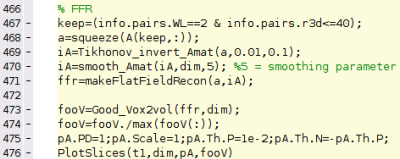 466 % FFR
467 - keep=(info.pairs.WL==2 & info.pairs.r3d<=40);
468 - a=squeeze(A(keep,:));
469 - iA=Tikhonov_invert_Amat(a,0.01,0.1);
470 - iA=smooth_Amat(iA,dim,5); %5 = smoothing parameter
471 - ffr=makeFlatFieldRecon(a,iA);
472
473 - fooV=Good_Vox2vol(ffr,dim);
474 - fooV=fooV./max(fooV(:));
475 - pA.PD=1;pA.Scale=1;pA.Th.P=1e-2;pA.Th.N=-pA.Th.P;
476 - PlotSlices(t1,dim,pA,fooV)